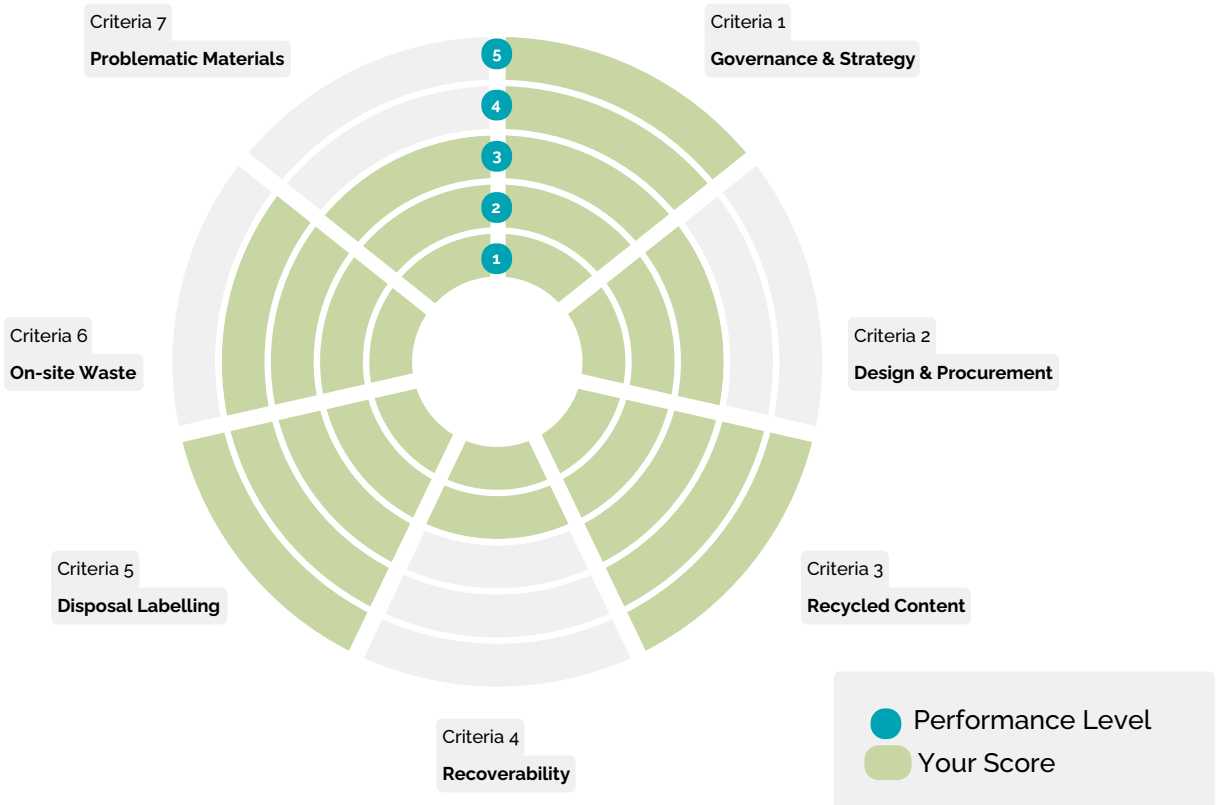 Criteria 7
Problematic Materials
Criteria 1
Governance & Strategy
5
4
3
2
1
Criteria 6
On-site Waste
Criteria 2
Design & Procurement
Criteria 5
Disposal Labelling
Criteria 3
Recycled Content
Criteria 4
Recoverability
Performance Level
Your Score